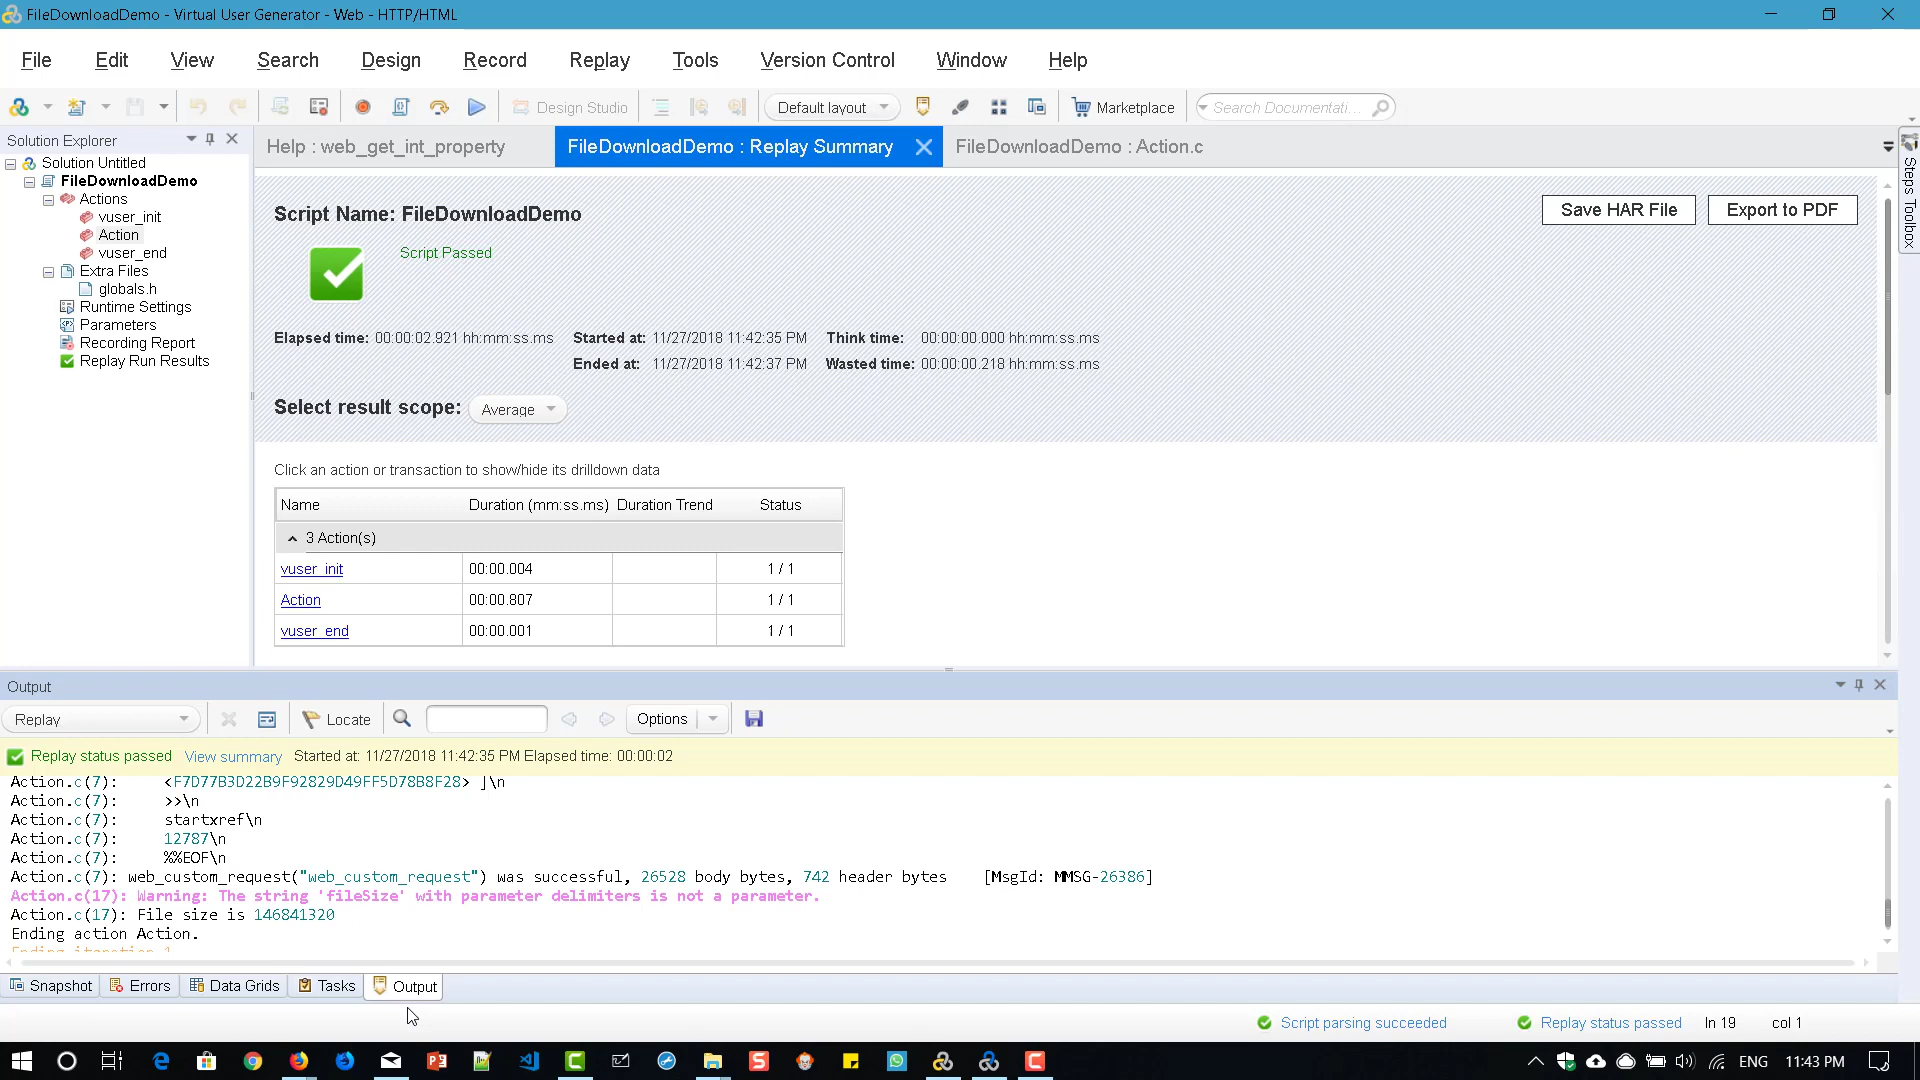 FileDownloadDemo - Virtual User Generator - Web - HTTP/HTML
File Edit View Search Design Record Replay Tools Version Control Window Help
Design Studio Default layout Marketplace Search Documentati...
Solution Explorer
Solution Untitled
FileDownloadDemo
Actions
vuser_init
Action
vuser_end
Extra Files
globals.h
Runtime Settings
Parameters
Recording Report
Replay Run Results
Help : web_get_int_property FileDownloadDemo : Replay Summary FileDownloadDemo : Action.c
Steps Toolbox
Script Name: FileDownloadDemo
Save HAR File Export to PDF
Script Passed
Elapsed time: 00:00:02.921 hh:mm:ss.ms Started at: 11/27/2018 11:42:35 PM Think time: 00:00:00.000 hh:mm:ss.ms
Ended at: 11/27/2018 11:42:37 PM Wasted time: 00:00:00.218 hh:mm:ss.ms
Select result scope: Average
Click an action or transaction to show/hide its drilldown data
Name Duration (mm:ss.ms) Duration Trend Status
3 Action(s)
vuser_init 00:00.004 1 / 1
Action 00:00.807 1 / 1
vuser_end 00:00.001 1 / 1
Output
Replay Locate Options
Replay status passed View summary Started at: 11/27/2018 11:42:35 PM Elapsed time: 00:00:02
Action.c(7): <F7D77B3D22B9F92829D49FF5D78B8F28> ]\n
Action.c(7): >>\n
Action.c(7): startxref\n
Action.c(7): 12787\n
Action.c(7): %%EOF\n
Action.c(7): web_custom_request("web_custom_request") was successful, 26528 body bytes, 742 header bytes [MsgId: MMSG-26386]
Action.c(17): Warning: The string 'fileSize' with parameter delimiters is not a parameter.
Action.c(17): File size is 146841320
Ending action Action.
Ending iteration 1.
Snapshot Errors Data Grids Tasks Output
Script parsing succeeded Replay status passed ln 19 col 1
ENG 11:43 PM